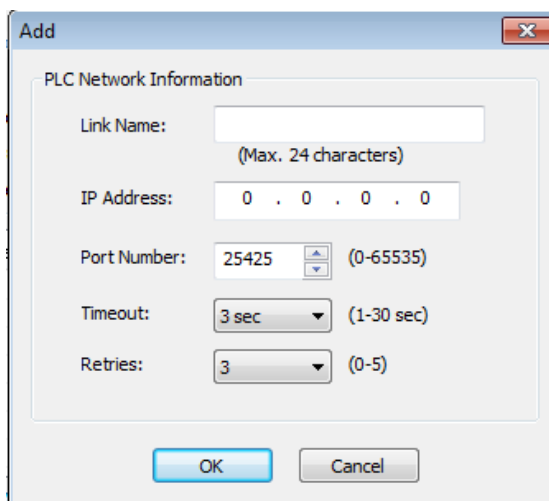 Add
PLC Network Information
Link Name:
(Max. 24 characters)
IP Address: 0 . 0 . 0 . 0
Port Number: 25425 (0-65535)
Timeout: 3 sec (1-30 sec)
Retries: 3 (0-5)
OK Cancel